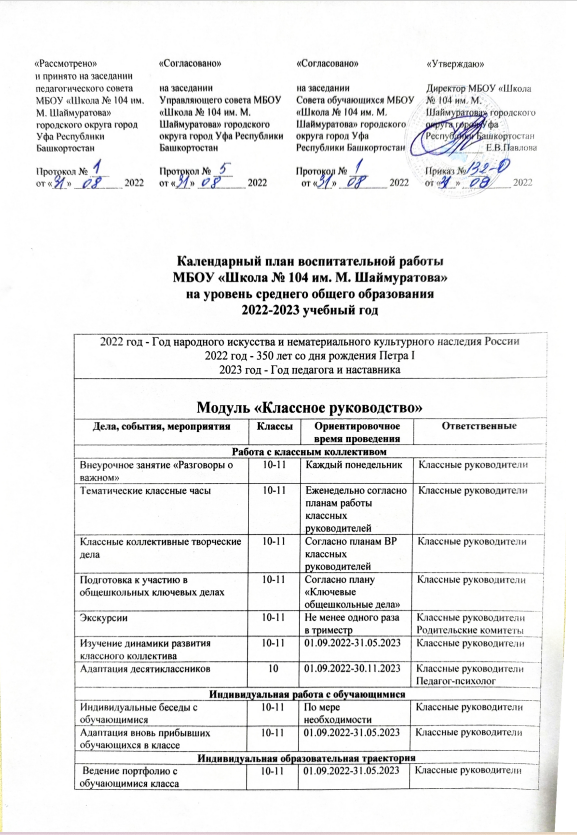 «Рассмотрено»
и принято на заседании
педагогического совета
МБОУ «Школа № 104 им.
М. Шаймуратова»
городского округа город
Уфа Республики
Башкортостан
Протокол № 1
от «31» 08 2022
«Согласовано»
на заседании
Управляющего совета МБОУ
«Школа № 104 им. М.
Шаймуратова» городского
округа город Уфа Республики
Башкортостан
Протокол № 5
от «31» 08 2022
«Согласовано»
на заседании
Совета обучающихся МБОУ
«Школа № 104 им. М.
Шаймуратова» городского
округа город Уфа
Республики Башкортостан
Протокол № 1
от «31» 08 2022
«Утверждаю»
Директор МБОУ «Школа
№ 104 им. М.
Шаймуратова» городского
округа город Уфа
Республики Башкортостан
Е.В.Павлова
Приказ № 132-О
от «31» 08 2022
Календарный план воспитательной работы
МБОУ «Школа № 104 им. М. Шаймуратова»
на уровень среднего общего образования
2022-2023 учебный год
2022 год - Год народного искусства и нематериального культурного наследия России
2022 год - 350 лет со дня рождения Петра I
2023 год - Год педагога и наставника
Модуль «Классное руководство»
Дела, события, мероприятия Классы Ориентировочное Ответственные
время проведения
Работа с классным коллективом
Внеурочное занятие «Разговоры о 10-11 Каждый понедельник Классные руководители
важном»
Тематические классные часы 10-11 Еженедельно согласно Классные руководители
планам работы
классных
руководителей
Классные коллективные творческие 10-11 Согласно планам ВР Классные руководители
дела классных
руководителей
Подготовка к участию в 10-11 Согласно плану Классные руководители
общешкольных ключевых делах «Ключевые
общешкольные дела»
Экскурсии 10-11 Не менее одного раза Классные руководители
в триместр Родительские комитеты
Изучение динамики развития 10-11 01.09.2022-31.05.2023 Классные руководители
классного коллектива
Адаптация десятиклассников 10 01.09.2022-30.11.2023 Классные руководители
Педагог-психолог
Индивидуальная работа с обучающимися
Индивидуальные беседы с 10-11 По мере Классные руководители
обучающимися необходимости
Адаптация вновь прибывших 10-11 01.09.2022-31.05.2023 Классные руководители
обучающихся в классе
Индивидуальная образовательная траектория
Ведение портфолио с 10-11 01.09.2022-31.05.2023 Классные руководители
обучающимися класса